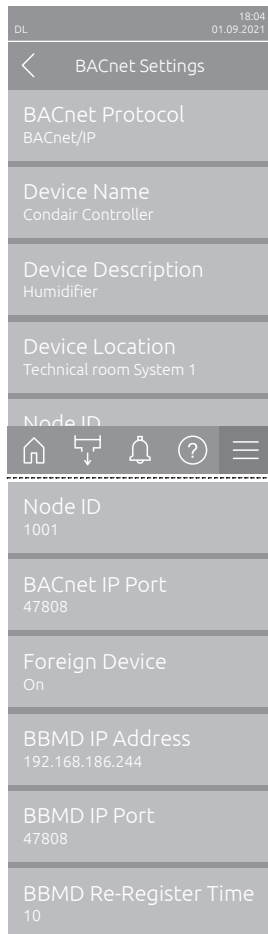 18:04
DL 01.09.2021
BACnet Settings
BACnet Protocol
BACnet/IP
Device Name
Condair Controller
Device Description
Humidifier
Device Location
Technical room System 1
Node ID
Node ID
1001
BACnet IP Port
47808
Foreign Device
On
BBMD IP Address
192.168.186.244
BBMD IP Port
47808
BBMD Re-Register Time
10